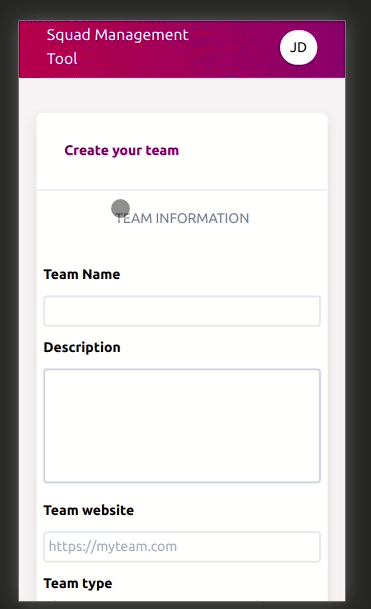 Squad Management
Tool
JD
Create your team
TEAM INFORMATION
Team Name
Description
Team website
https://myteam.com
Team type